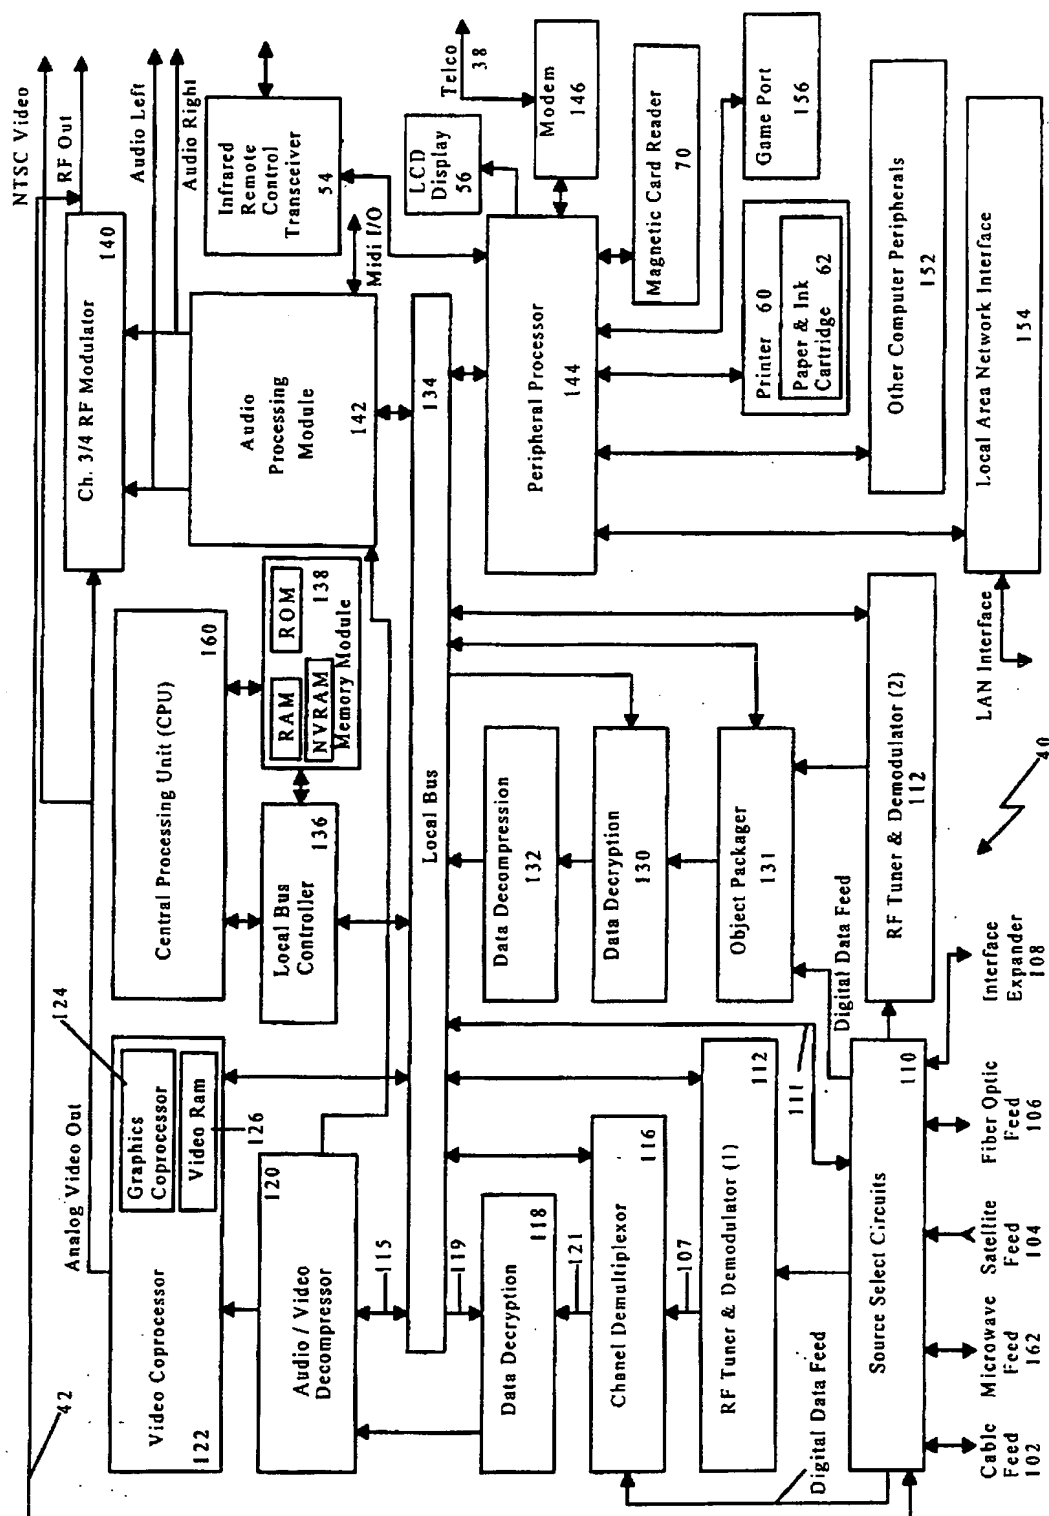 42
NTSC Video
RF Out
Audio Left
Audio Right
Analog Video Out
Ch. 3/4 RF Modulator
140
Video Coprocessor
122
Graphics
Coprocessor
124
Video Ram
126
Central Processing Unit (CPU)
160
Audio
Processing
Module
142
Infrared
Remote
Control
Transceiver
54
Midi I/O
Audio / Video
Decompressor
120
Local Bus
Controller
136
RAM
ROM
NVRAM
138
Memory Module
115
119
Local Bus
134
LCD
Display
56
Telco
38
Modem
146
Data Decryption
118
121
Chanel Demultiplexor
116
107
RF Tuner & Demodulator (1)
112
Data Decompression
132
Data Decryption
130
Object Packager
131
Peripheral Processor
144
Magnetic Card Reader
70
Printer 60
Paper & Ink
Cartridge 62
Game Port
156
Digital Data Feed
111
Digital Data Feed
Source Select Circuits
110
RF Tuner & Demodulator (2)
112
Other Computer Peripherals
152
Local Area Network Interface
154
Cable
Feed
102
Microwave
Feed
162
Satellite
Feed
104
Fiber Optic
Feed
106
Interface
Expander
108
LAN Interface
40